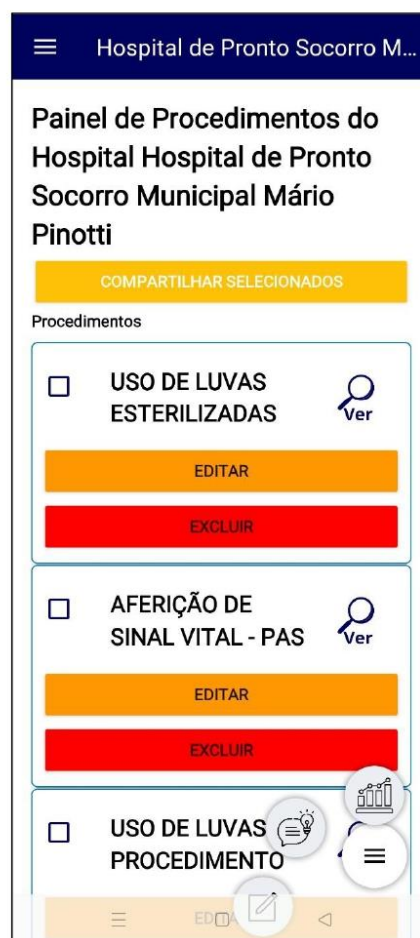 Hospital de Pronto Socorro M...
Painel de Procedimentos do
Hospital Hospital de Pronto
Socorro Municipal Mário
Pinotti
COMPARTILHAR SELECIONADOS
Procedimentos
USO DE LUVAS
ESTERILIZADAS
Ver
EDITAR
EXCLUIR
AFERIÇÃO DE
SINAL VITAL - PAS
Ver
EDITAR
EXCLUIR
USO DE LUVAS
PROCEDIMENTO